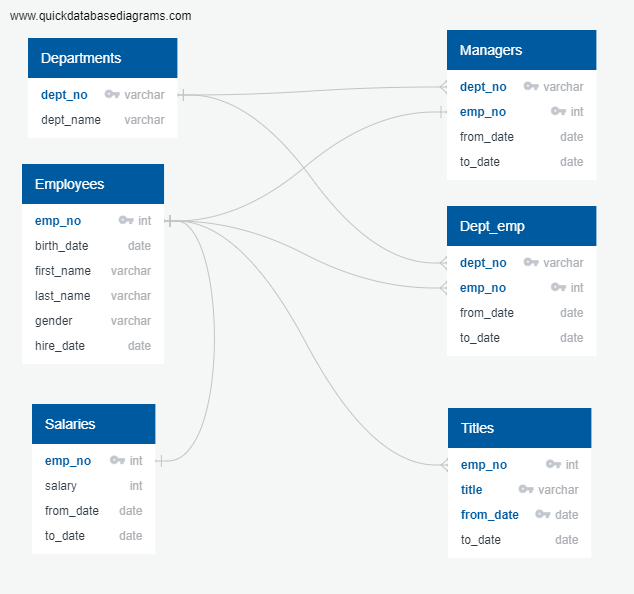 www.quickdatabasediagrams.com
Departments
dept_no varchar
dept_name varchar
Employees
emp_no int
birth_date date
first_name varchar
last_name varchar
gender varchar
hire_date date
Salaries
emp_no int
salary int
from_date date
to_date date
Managers
dept_no varchar
emp_no int
from_date date
to_date date
Dept_emp
dept_no varchar
emp_no int
from_date date
to_date date
Titles
emp_no int
title varchar
from_date date
to_date date